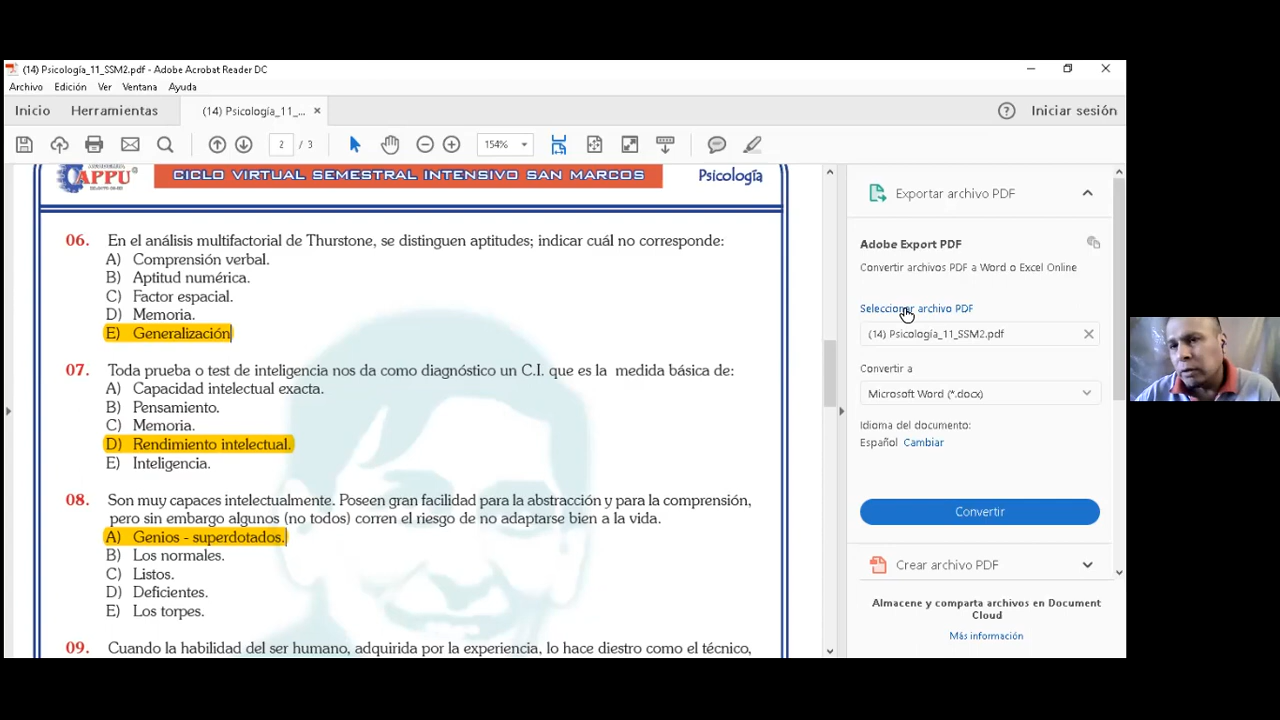 (14) Psicología_11_SSM2.pdf - Adobe Acrobat Reader DC
Archivo Edición Ver Ventana Ayuda
Inicio Herramientas (14) Psicología_11_... × Iniciar sesión
2 / 3 154%
ACADEMIA
APPU
CICLO VIRTUAL SEMESTRAL INTENSIVO SAN MARCOS
Psicología
06. En el análisis multifactorial de Thurstone, se distinguen aptitudes; indicar cuál no corresponde:
A) Comprensión verbal.
B) Aptitud numérica.
C) Factor espacial.
D) Memoria.
E) Generalización
07. Toda prueba o test de inteligencia nos da como diagnóstico un C.I. que es la medida básica de:
A) Capacidad intelectual exacta.
B) Pensamiento.
C) Memoria.
D) Rendimiento intelectual.
E) Inteligencia.
08. Son muy capaces intelectualmente. Poseen gran facilidad para la abstracción y para la comprensión,
pero sin embargo algunos (no todos) corren el riesgo de no adaptarse bien a la vida.
A) Genios - superdotados.
B) Los normales.
C) Listos.
D) Deficientes.
E) Los torpes.
09. Cuando la habilidad del ser humano, adquirida por la experiencia, lo hace diestro como el técnico,
Exportar archivo PDF
Adobe Export PDF
Convertir archivos PDF a Word o Excel Online
Seleccionar archivo PDF
(14) Psicología_11_SSM2.pdf
Convertir a
Microsoft Word (*.docx)
Idioma del documento:
Español Cambiar
Convertir
Crear archivo PDF
Almacene y comparta archivos en Document
Cloud
Más información